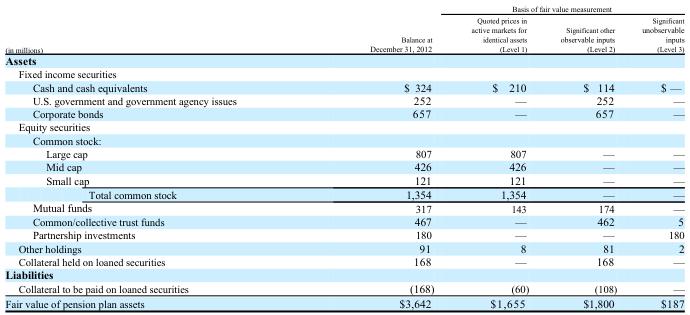 Basis of fair value measurement
Quoted prices in Significant
active markets for Significant other unobservable
Balance at identical assets observable inputs inputs
(in millions) December 31, 2012 (Level 1) (Level 2) (Level 3)
Assets
Fixed income securities
Cash and cash equivalents $ 324 $ 210 $ 114 $ —
U.S. government and government agency issues 252 — 252 —
Corporate bonds 657 — 657 —
Equity securities
Common stock:
Large cap 807 807 — —
Mid cap 426 426 — —
Small cap 121 121 — —
Total common stock 1,354 1,354 — —
Mutual funds 317 143 174 —
Common/collective trust funds 467 — 462 5
Partnership investments 180 — — 180
Other holdings 91 8 81 2
Collateral held on loaned securities 168 — 168 —
Liabilities
Collateral to be paid on loaned securities (168) (60) (108) —
Fair value of pension plan assets $3,642 $1,655 $1,800 $187